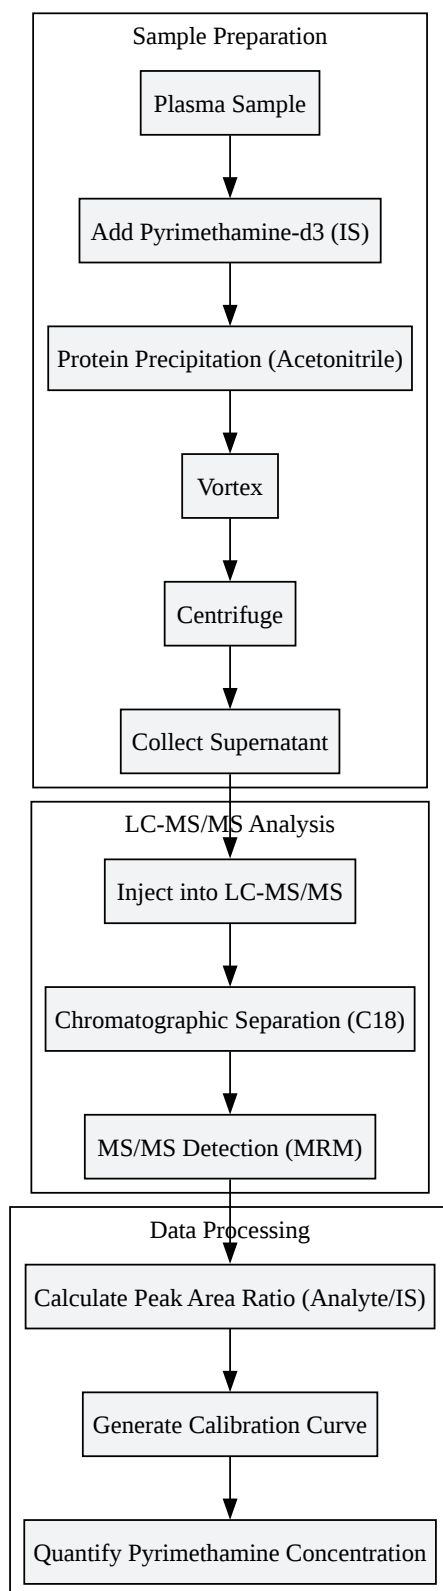 Sample Preparation
Plasma Sample
Add Pyrimethamine-d3 (IS)
Protein Precipitation (Acetonitrile)
Vortex
Centrifuge
Collect Supernatant
LC-MS/MS Analysis
Inject into LC-MS/MS
Chromatographic Separation (C18)
MS/MS Detection (MRM)
Data Processing
Calculate Peak Area Ratio (Analyte/IS)
Generate Calibration Curve
Quantify Pyrimethamine Concentration